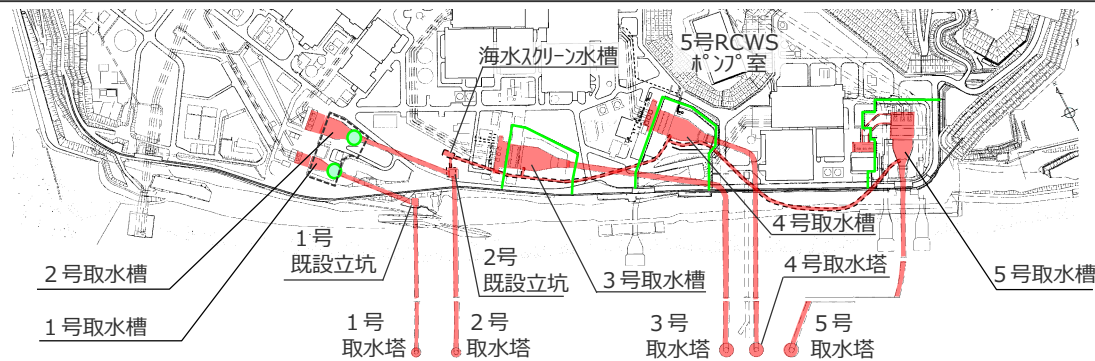 海水スクリーン水槽
5号RCWS
ポンプ室
4号取水槽
1号
既設立坑
2号
既設立坑
2号取水槽
3号取水槽
4号取水塔
5号取水槽
1号取水槽
1号
取水塔
2号
取水塔
3号
取水塔
5号
取水塔